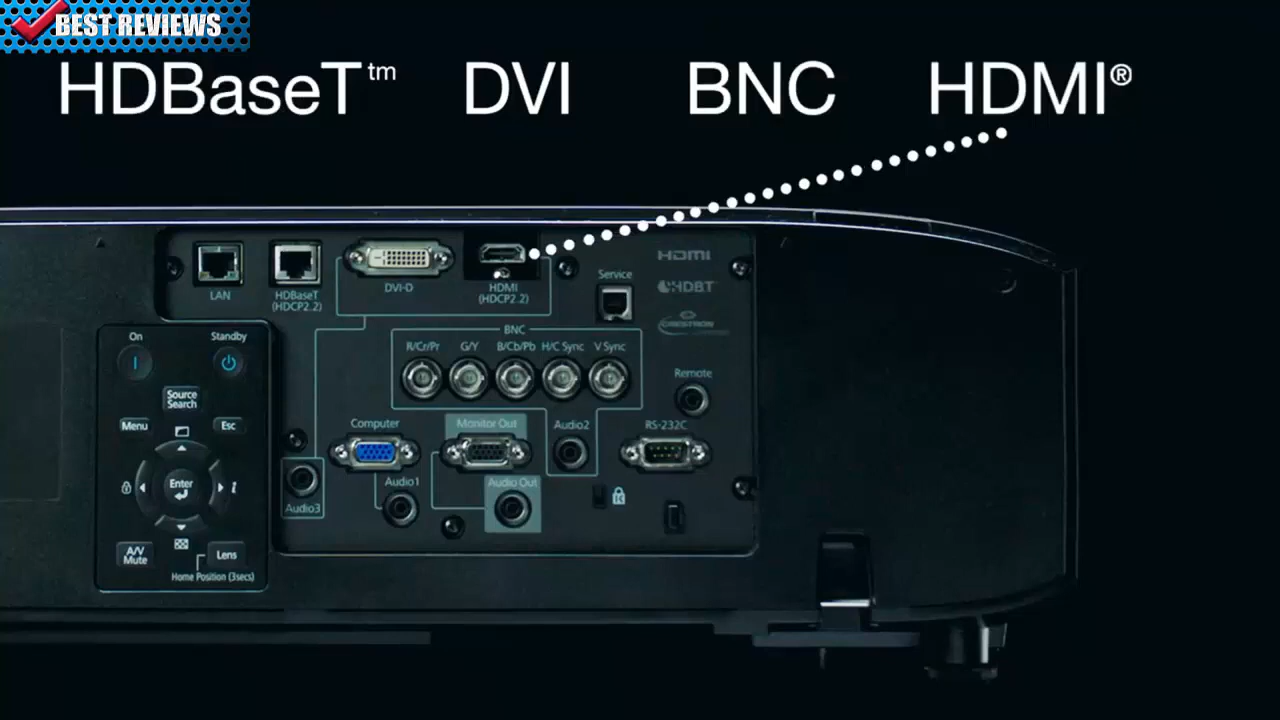 BEST REVIEWS
HDBaseT™ DVI BNC HDMI®
HDMI
Service
LAN
HDBaseT
(HDCP2.2)
DVI-D
HDMI
(HDCP2.2)
HDBT
CRESTRON
BNC
R/Cr/Pr G/Y B/Cb/Pb H/C Sync V Sync
On Standby
Source
Search
Menu Esc
Enter
i
A/V
Mute
Lens
Home Position (3secs)
Remote
Computer Monitor Out Audio2 RS-232C
Audio3 Audio1 Audio Out
K